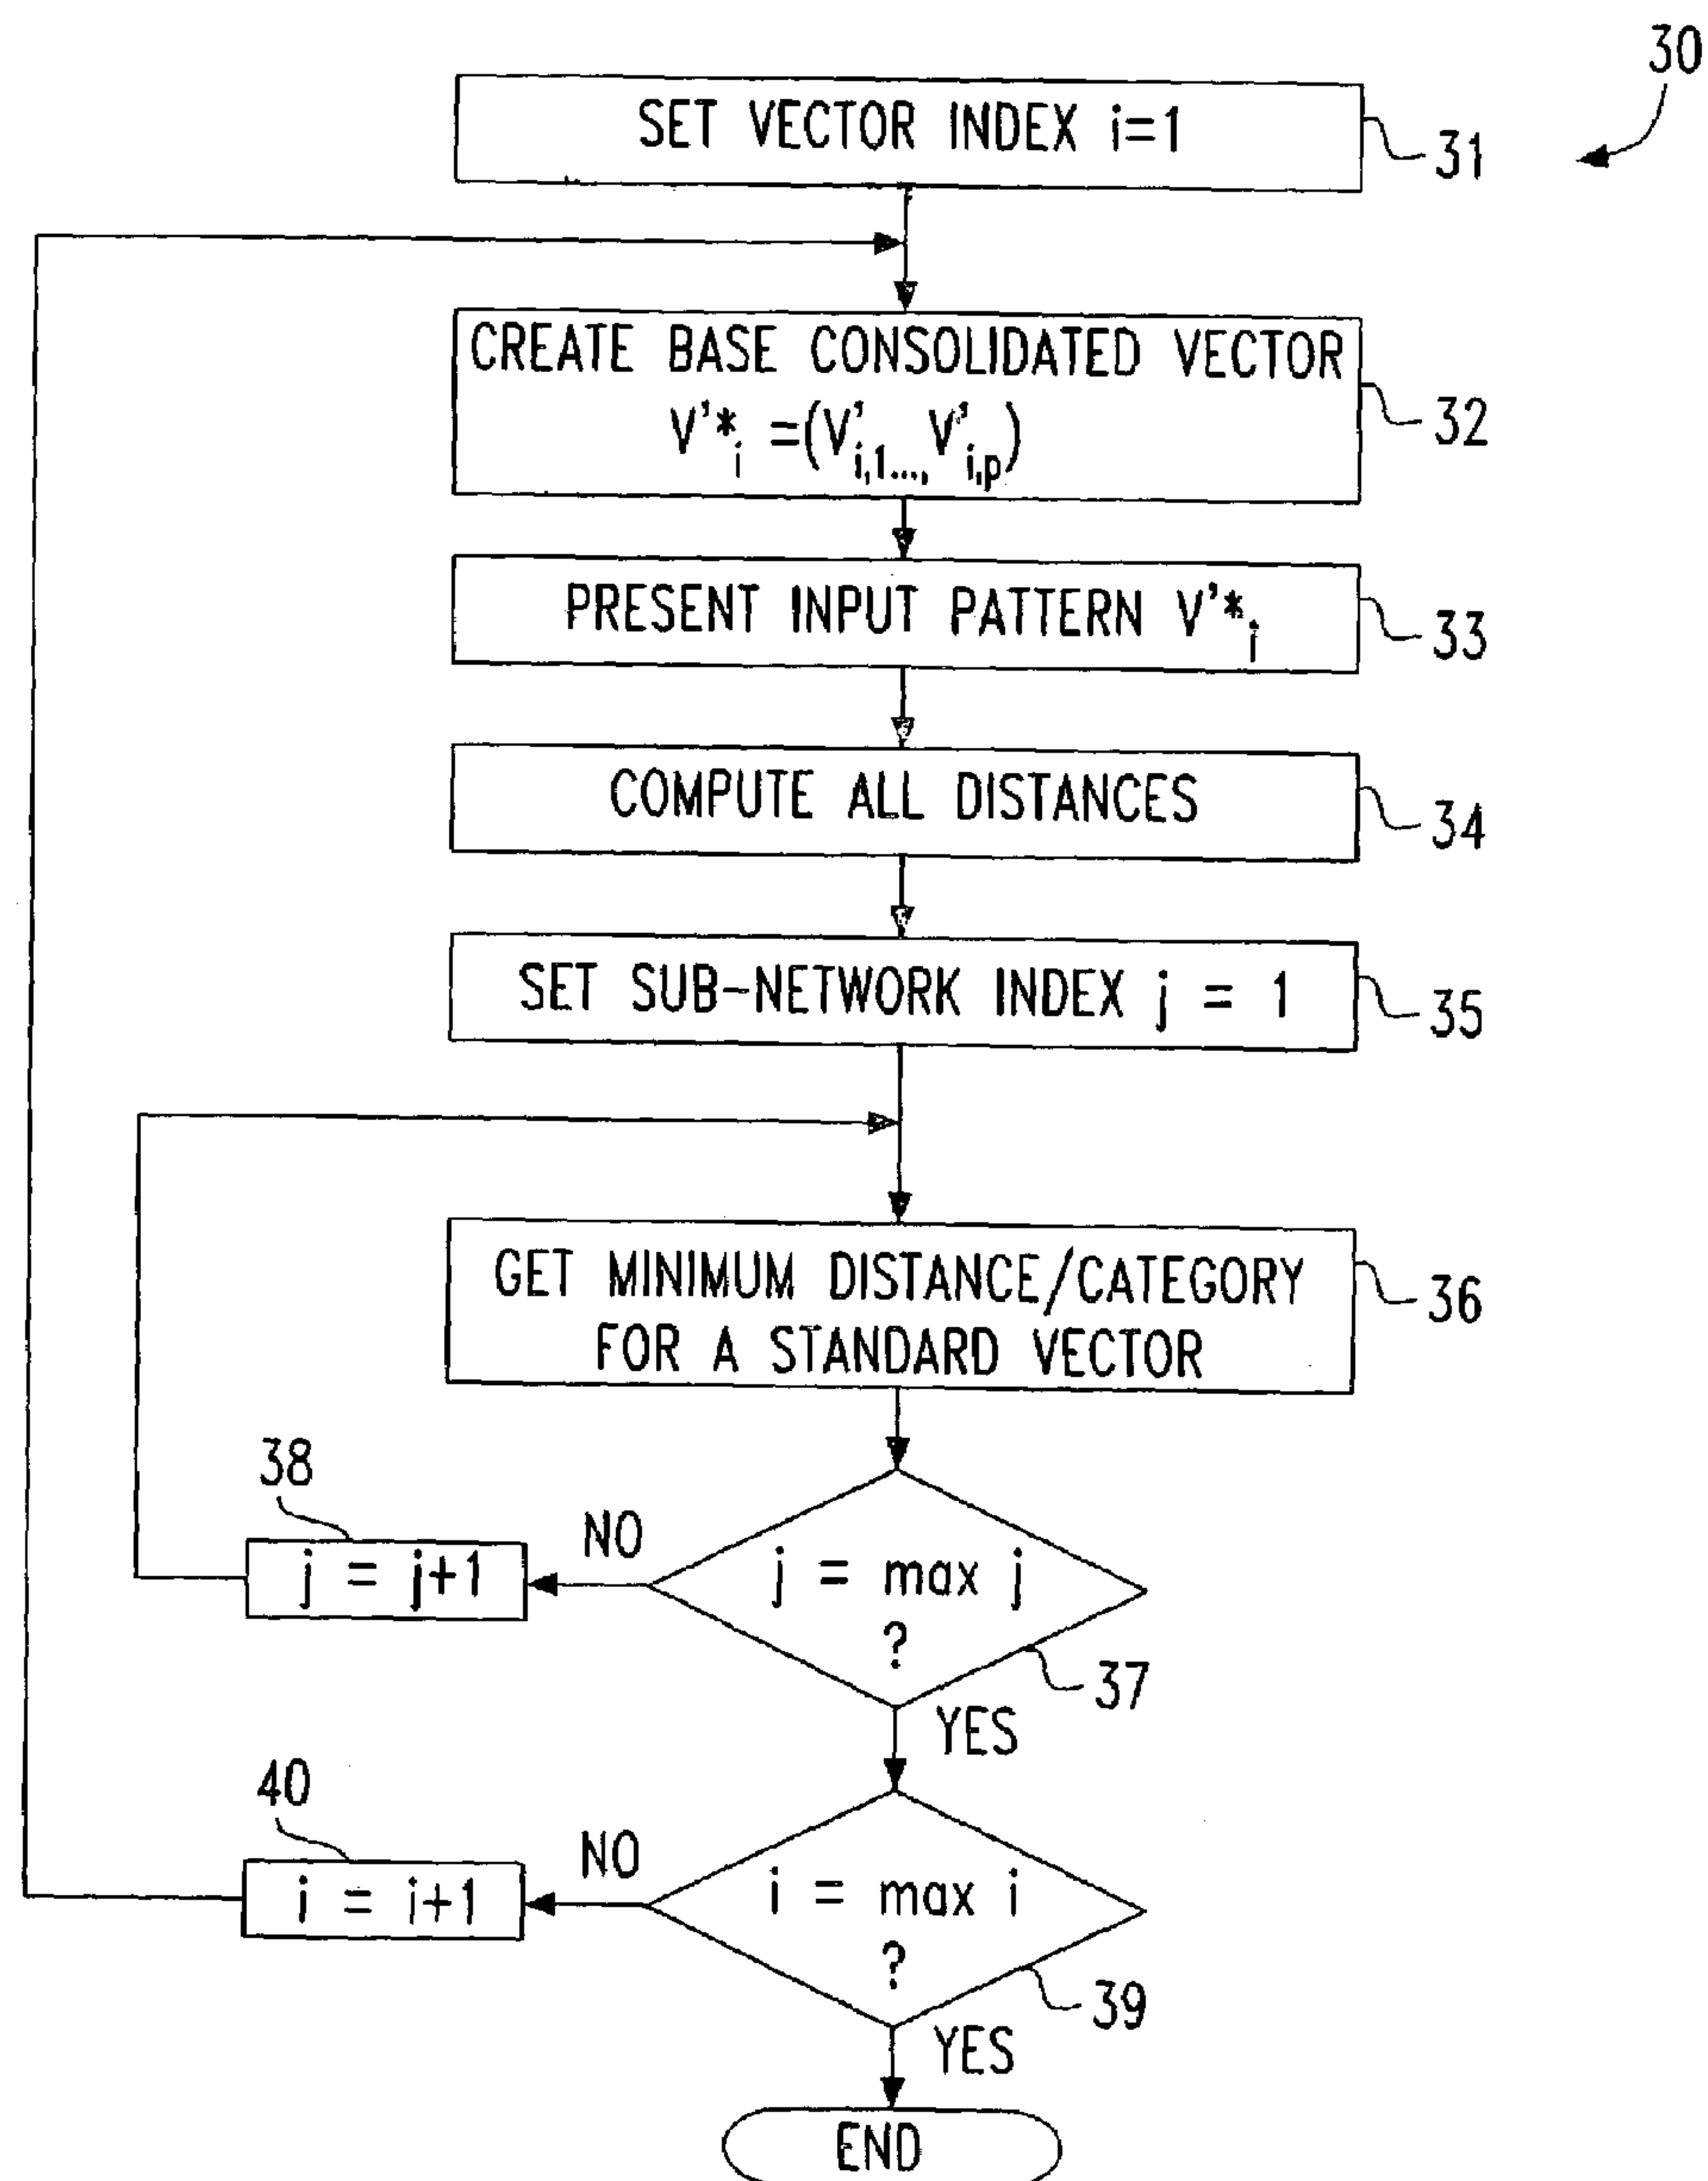 30
SET VECTOR INDEX i=1
31
CREATE BASE CONSOLIDATED VECTOR
V'*i =(V'i,1..., V'i,p)
32
PRESENT INPUT PATTERN V'*i
33
COMPUTE ALL DISTANCES
34
SET SUB-NETWORK INDEX j = 1
35
GET MINIMUM DISTANCE/CATEGORY
FOR A STANDARD VECTOR
36
38
j = j+1
NO
j = max j
?
37
YES
40
i = i+1
NO
i = max i
?
39
YES
END